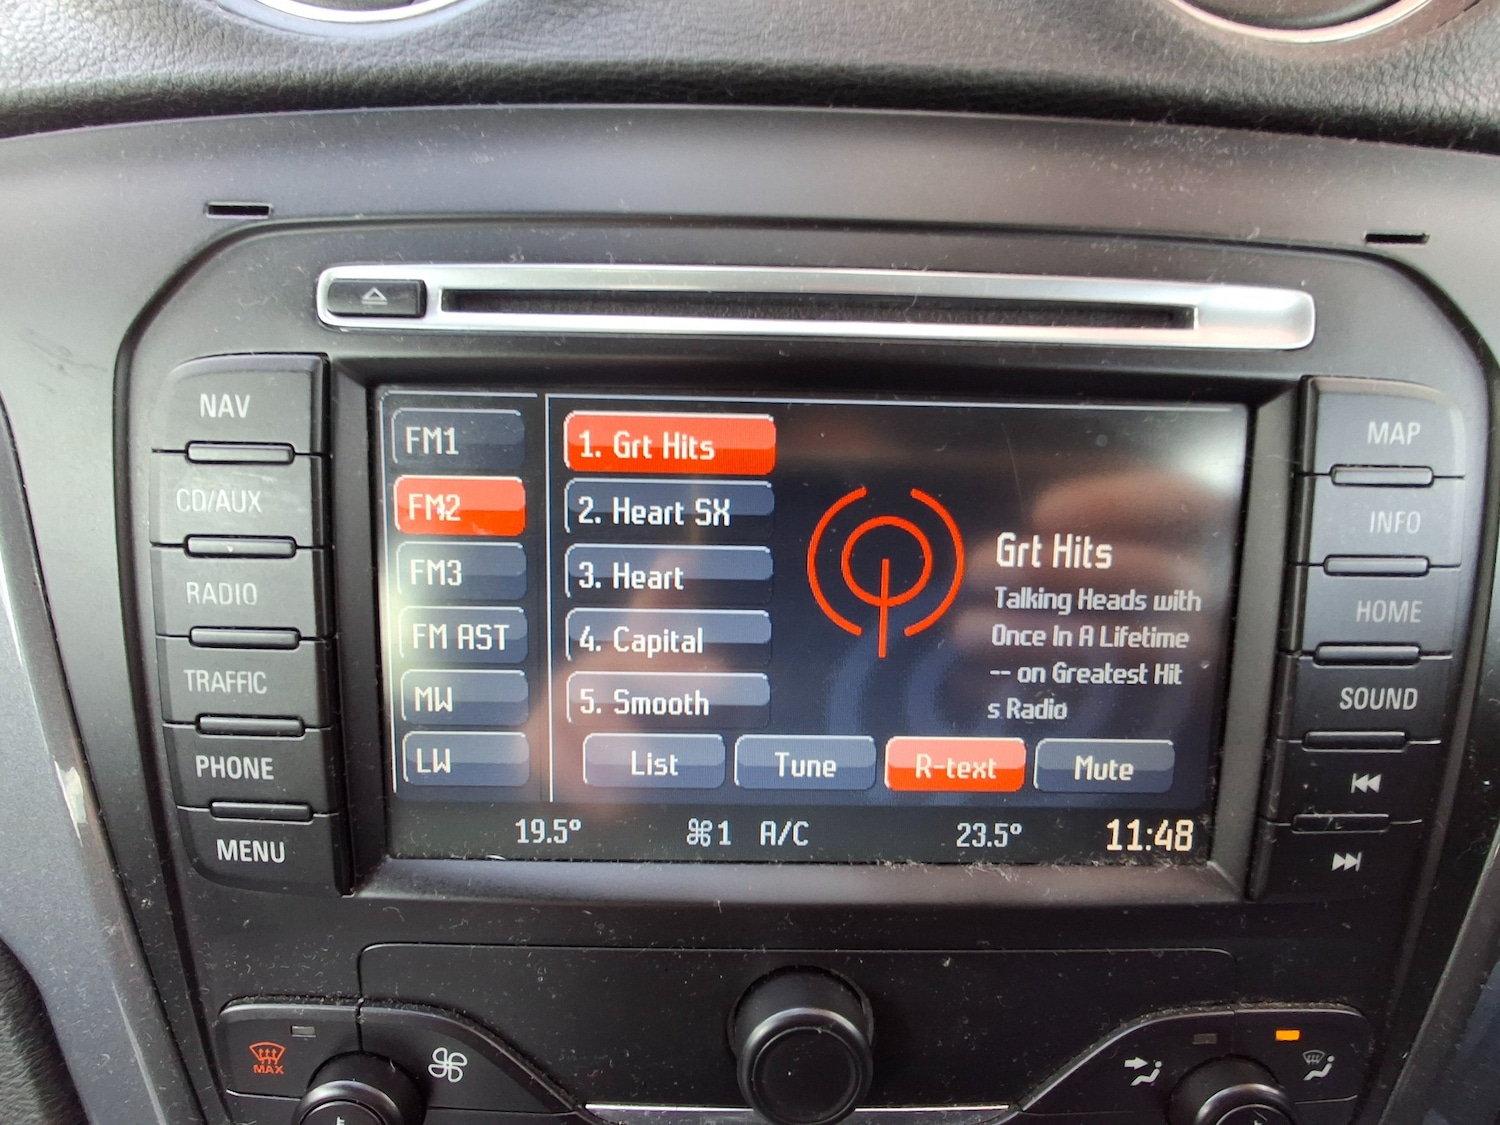 NAV
CD/AUX
RADIO
TRAFFIC
PHONE
MENU
FM1
FM2
FM3
FM AST
MW
LW
1. Grt Hits
2. Heart SX
3. Heart
4. Capital
5. Smooth
Grt Hits
Talking Heads with
Once In A Lifetime
-- on Greatest Hit
s Radio
List Tune R-text Mute
19.5° ⌘1 A/C 23.5° 11:48
MAP
INFO
HOME
SOUND
MAX